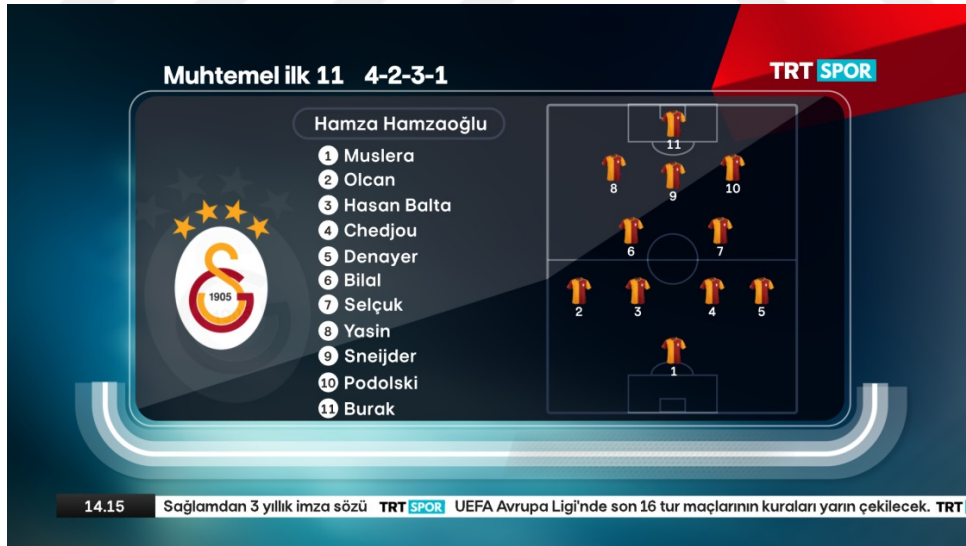 Muhtemel ilk 11 4-2-3-1
TRT SPOR
Hamza Hamzaoğlu
1 Muslera
2 Olcan
3 Hasan Balta
4 Chedjou
5 Denayer
6 Bilal
7 Selçuk
8 Yasin
9 Sneijder
10 Podolski
11 Burak
1905
11
8 9 10
6 7
2 3 4 5
1
14.15 Sağlamdan 3 yıllık imza sözü TRT SPOR UEFA Avrupa Ligi'nde son 16 tur maçlarının kuraları yarın çekilecek. TRT